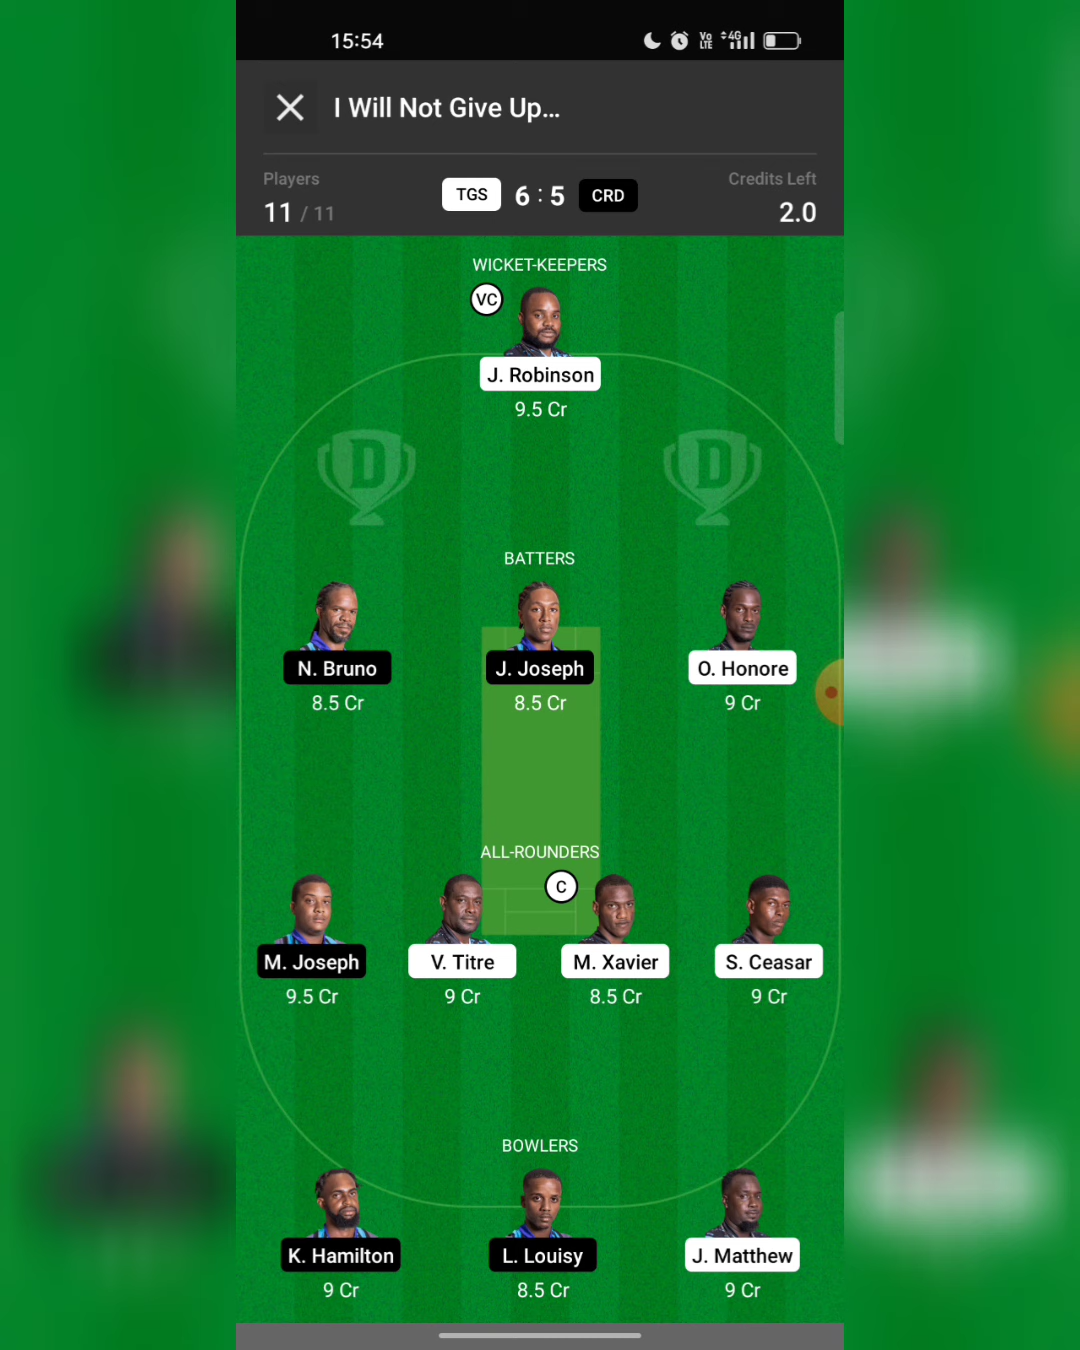 15:54
Vo LTE 4G
I Will Not Give Up...
Players
Credits Left
11 / 11
TGS 6 : 5 CRD
2.0
WICKET-KEEPERS
VC
J. Robinson
9.5 Cr
D D
BATTERS
N. Bruno J. Joseph O. Honore
8.5 Cr 8.5 Cr 9 Cr
ALL-ROUNDERS
C
M. Joseph V. Titre M. Xavier S. Ceasar
9.5 Cr 9 Cr 8.5 Cr 9 Cr
BOWLERS
K. Hamilton L. Louisy J. Matthew
9 Cr 8.5 Cr 9 Cr